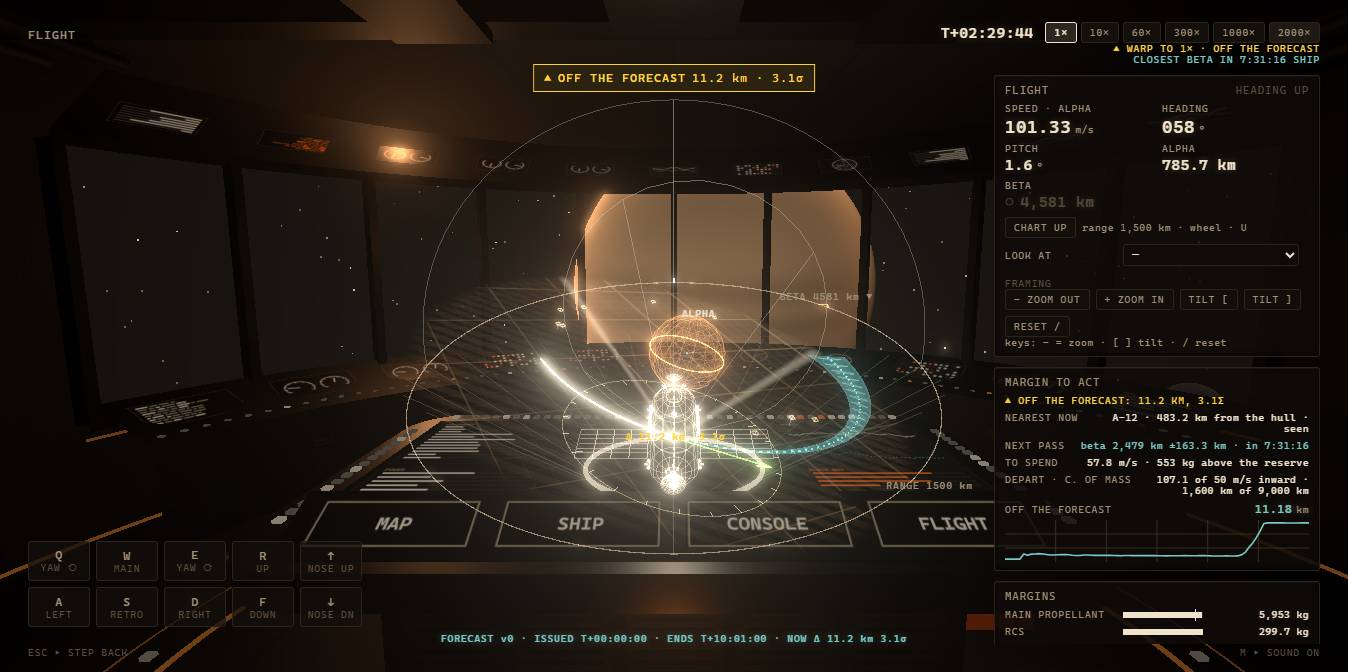 FLIGHT
T+02:29:44
1×
10×
60×
300×
1000×
2000×
▲ WARP TO 1× · OFF THE FORECAST
CLOSEST BETA IN 7:31:16 SHIP
▲ OFF THE FORECAST 11.2 km · 3.1σ
FLIGHT
HEADING UP
SPEED · ALPHA
HEADING
101.33 m/s
058 °
PITCH
ALPHA
1.6 °
785.7 km
BETA
4,581 km
CHART UP
range 1,500 km · wheel · U
LOOK AT
—
FRAMING
− ZOOM OUT
+ ZOOM IN
TILT [
TILT ]
RESET /
keys: − = zoom · [ ] tilt · / reset
BETA 4581 km ▼
ALPHA
Δ 11.2 km 3.1σ
RANGE 1500 km
MARGIN TO ACT
▲ OFF THE FORECAST: 11.2 KM, 3.1Σ
NEAREST NOW
A-12 · 483.2 km from the hull ·
seen
NEXT PASS
beta 2,479 km ±163.3 km · in 7:31:16
TO SPEND
57.8 m/s · 553 kg above the reserve
DEPART · C. OF MASS
107.1 of 50 m/s inward ·
1,600 km of 9,000 km
OFF THE FORECAST
11.18 km
MARGINS
MAIN PROPELLANT
5,953 kg
RCS
299.7 kg
MAP
SHIP
CONSOLE
FLIGHT
Q
YAW
W
MAIN
E
YAW
R
UP
↑
NOSE UP
A
LEFT
S
RETRO
D
RIGHT
F
DOWN
↓
NOSE DN
FORECAST v0 · ISSUED T+00:00:00 · ENDS T+10:01:00 · NOW Δ 11.2 km 3.1σ
ESC ▸ STEP BACK
M ▸ SOUND ON